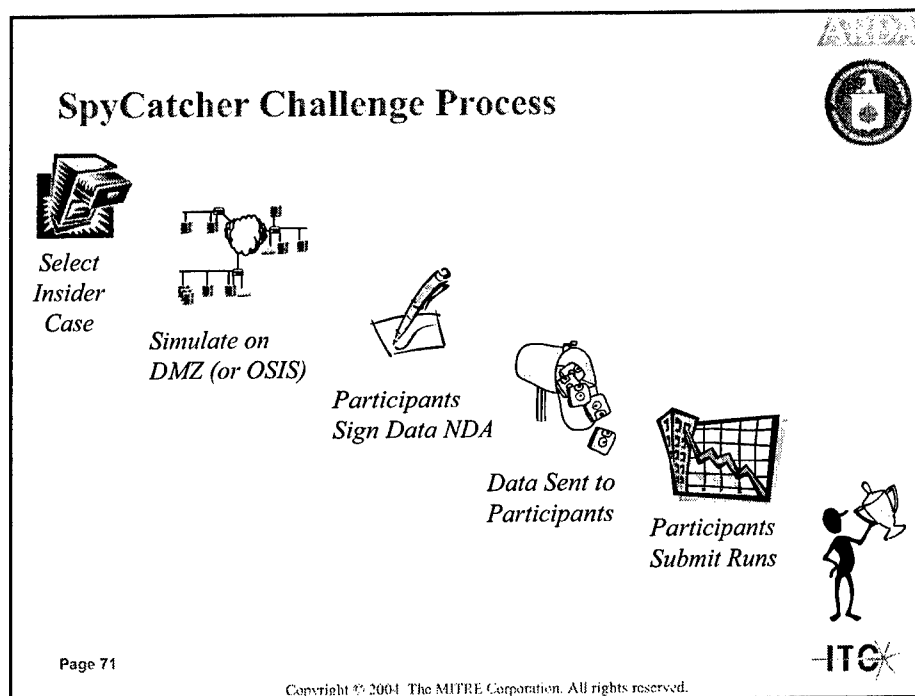 ARDA
SpyCatcher Challenge Process
Select
Insider
Case
Simulate on
DMZ (or OSIS)
Participants
Sign Data NDA
Data Sent to
Participants
Participants
Submit Runs
Page 71
ITC
Copyright © 2004 The MITRE Corporation. All rights reserved.